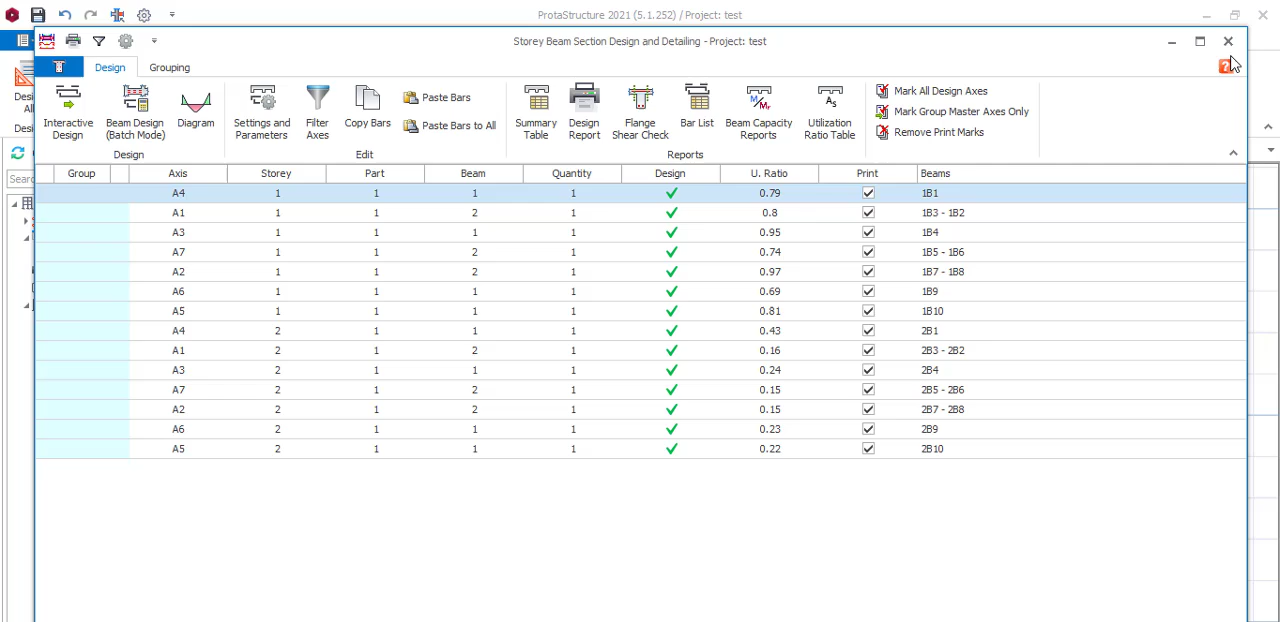 ProtaStructure 2021 (5.1.252) / Project: test
Storey Beam Section Design and Detailing - Project: test
Design Grouping
Interactive Design
Beam Design (Batch Mode)
Diagram
Design
Settings and Parameters
Filter Axes
Copy Bars
Paste Bars
Paste Bars to All
Edit
Summary Table
Design Report
Flange Shear Check
Bar List
Beam Capacity Reports
Utilization Ratio Table
Reports
Mark All Design Axes
Mark Group Master Axes Only
Remove Print Marks
Group Axis Storey Part Beam Quantity Design U. Ratio Print Beams
A4 1 1 1 1 0.79 1B1
A1 1 1 2 1 0.8 1B3 - 1B2
A3 1 1 1 1 0.95 1B4
A7 1 1 2 1 0.74 1B5 - 1B6
A2 1 1 2 1 0.97 1B7 - 1B8
A6 1 1 1 1 0.69 1B9
A5 1 1 1 1 0.81 1B10
A4 2 1 1 1 0.43 2B1
A1 2 1 2 1 0.16 2B3 - 2B2
A3 2 1 1 1 0.24 2B4
A7 2 1 2 1 0.15 2B5 - 2B6
A2 2 1 2 1 0.15 2B7 - 2B8
A6 2 1 1 1 0.23 2B9
A5 2 1 1 1 0.22 2B10